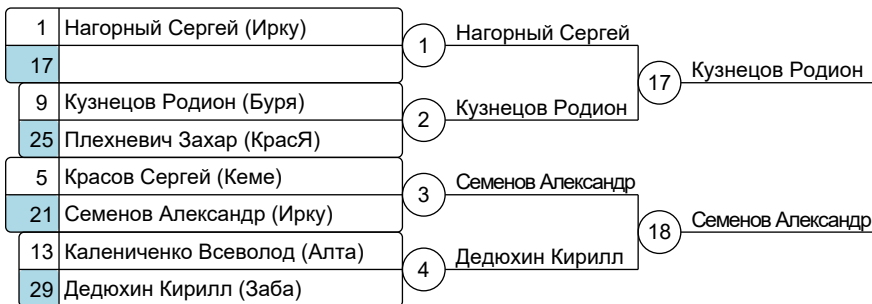 1 Нагорный Сергей (Ирку)
17
9 Кузнецов Родион (Буря)
25 Плехневич Захар (КрасЯ)
5 Красов Сергей (Кеме)
21 Семенов Александр (Ирку)
13 Калениченко Всеволод (Алта)
29 Дедюхин Кирилл (Заба)
1 Нагорный Сергей
2 Кузнецов Родион
3 Семенов Александр
4 Дедюхин Кирилл
17 Кузнецов Родион
18 Семенов Александр